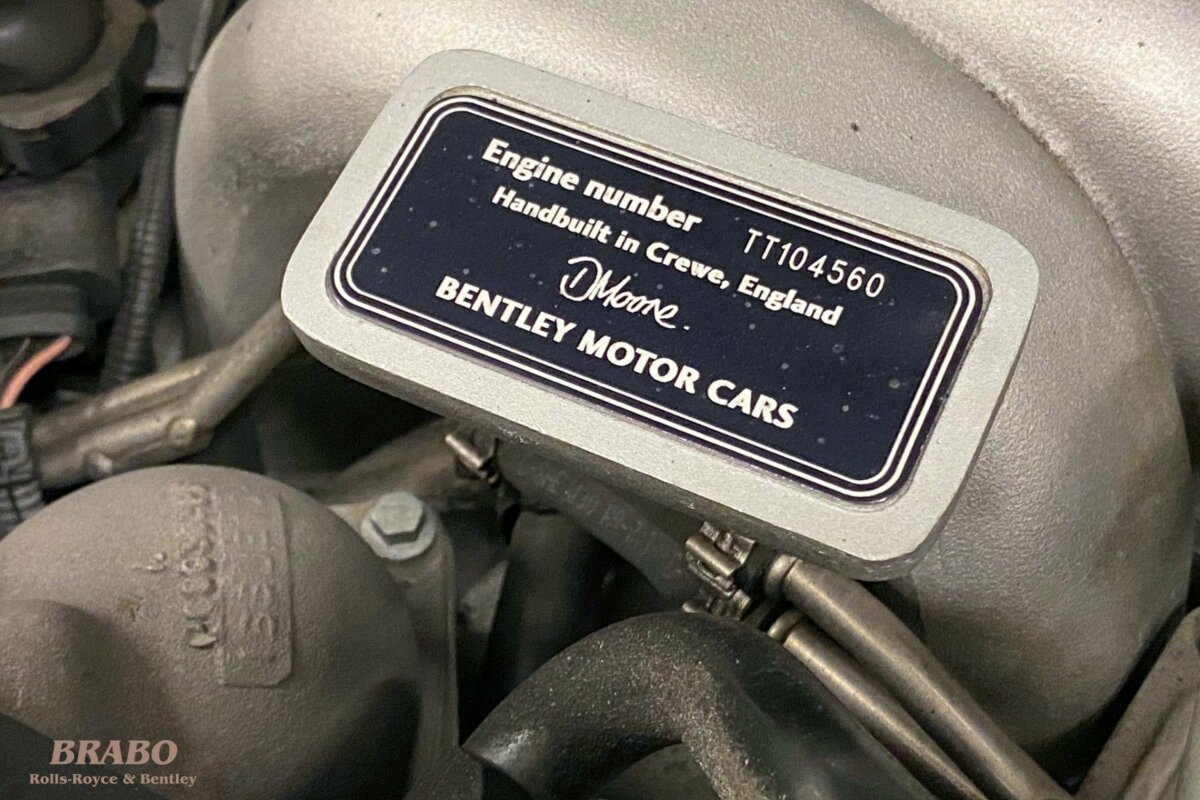 Engine number TT104560
Handbuilt in Crewe, England
DMoore.
BENTLEY MOTOR CARS
BRABO
Rolls-Royce & Bentley